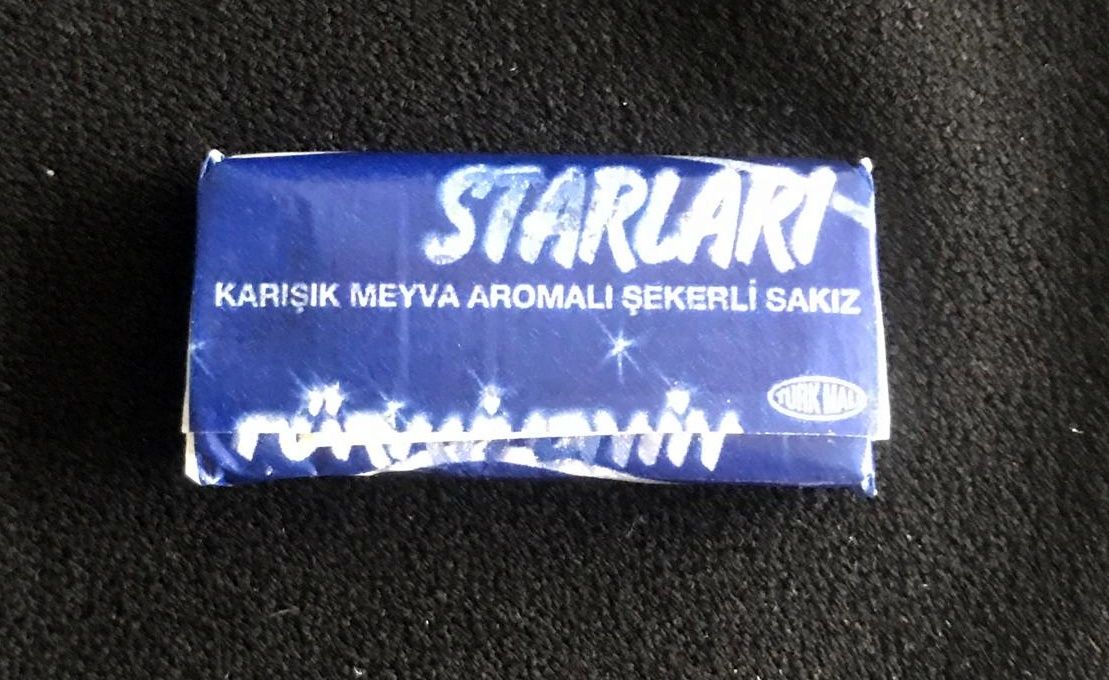 STARLARI
KARIŞIK MEYVA AROMALI ŞEKERLİ SAKIZ
TÜRK MALI